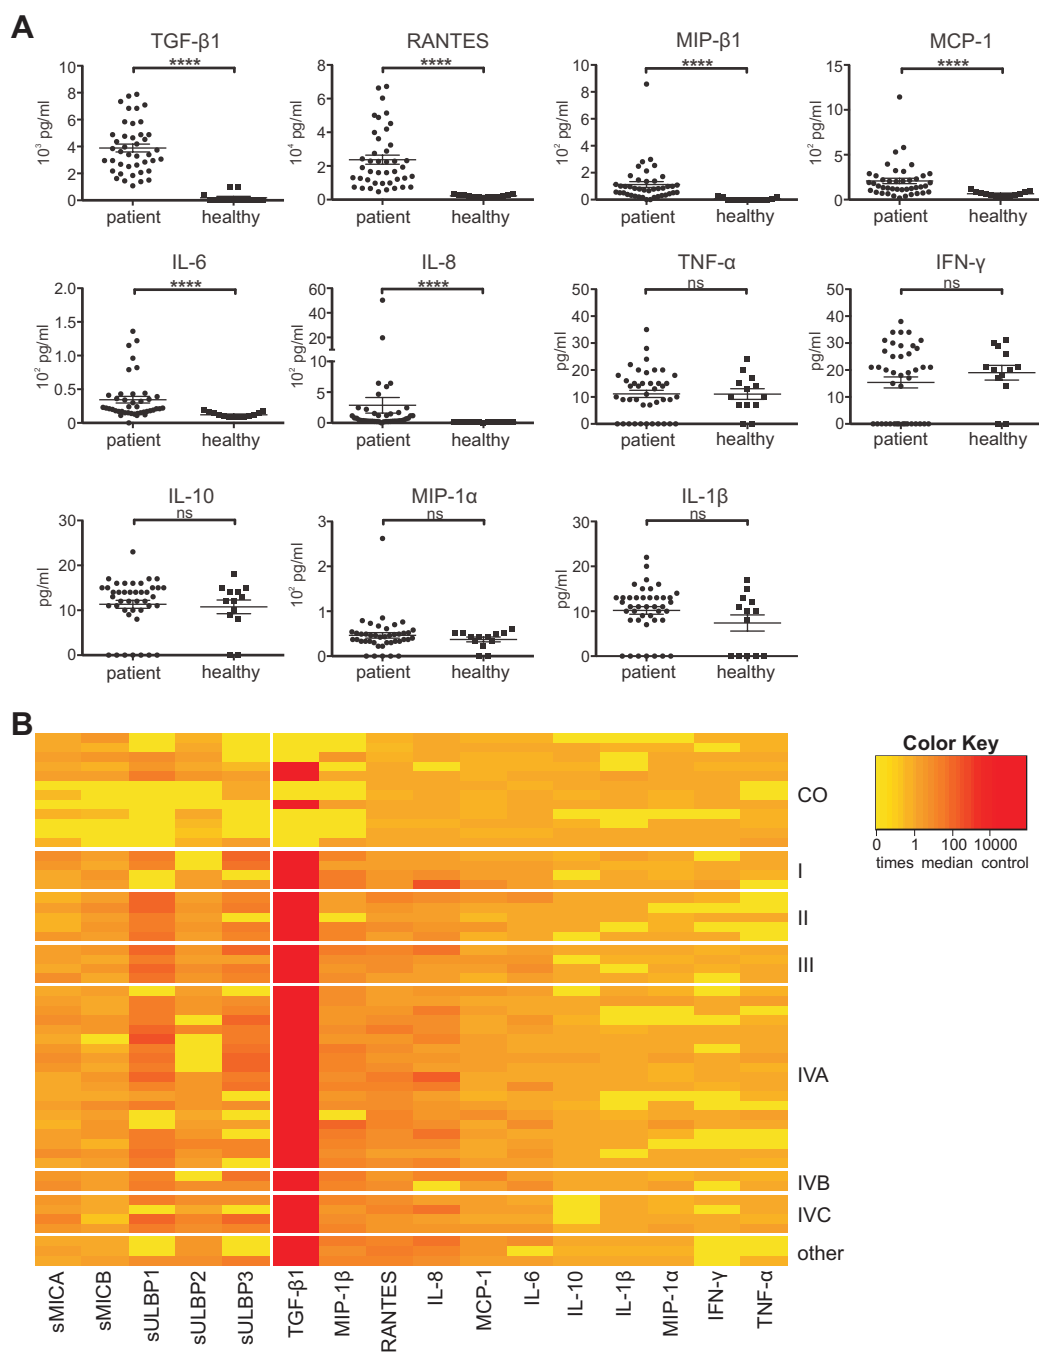 A
TGF-β1
RANTES
MIP-β1
MCP-1
****
****
****
****
10³ pg/ml
10
8
6
4
2
0
patient
healthy
10⁴ pg/ml
8
6
4
2
0
patient
healthy
10² pg/ml
10
8
6
4
2
0
patient
healthy
10² pg/ml
15
10
5
0
patient
healthy
IL-6
IL-8
TNF-α
IFN-γ
****
****
ns
ns
10² pg/ml
2.0
1.5
1.0
0.5
0
patient
healthy
10² pg/ml
60
40
20
10
5
0
patient
healthy
pg/ml
50
40
30
20
10
0
patient
healthy
pg/ml
50
40
30
20
10
0
patient
healthy
IL-10
MIP-1α
IL-1β
ns
ns
ns
pg/ml
30
20
10
0
patient
healthy
10² pg/ml
3
2
1
0
patient
healthy
pg/ml
30
20
10
0
patient
healthy
B
Color Key
0 1 100 10000
times median control
CO
I
II
III
IVA
IVB
IVC
other
sMICA
sMICB
sULBP1
sULBP2
sULBP3
TGF-β1
MIP-1β
RANTES
IL-8
MCP-1
IL-6
IL-10
IL-1β
MIP-1α
IFN-γ
TNF-α